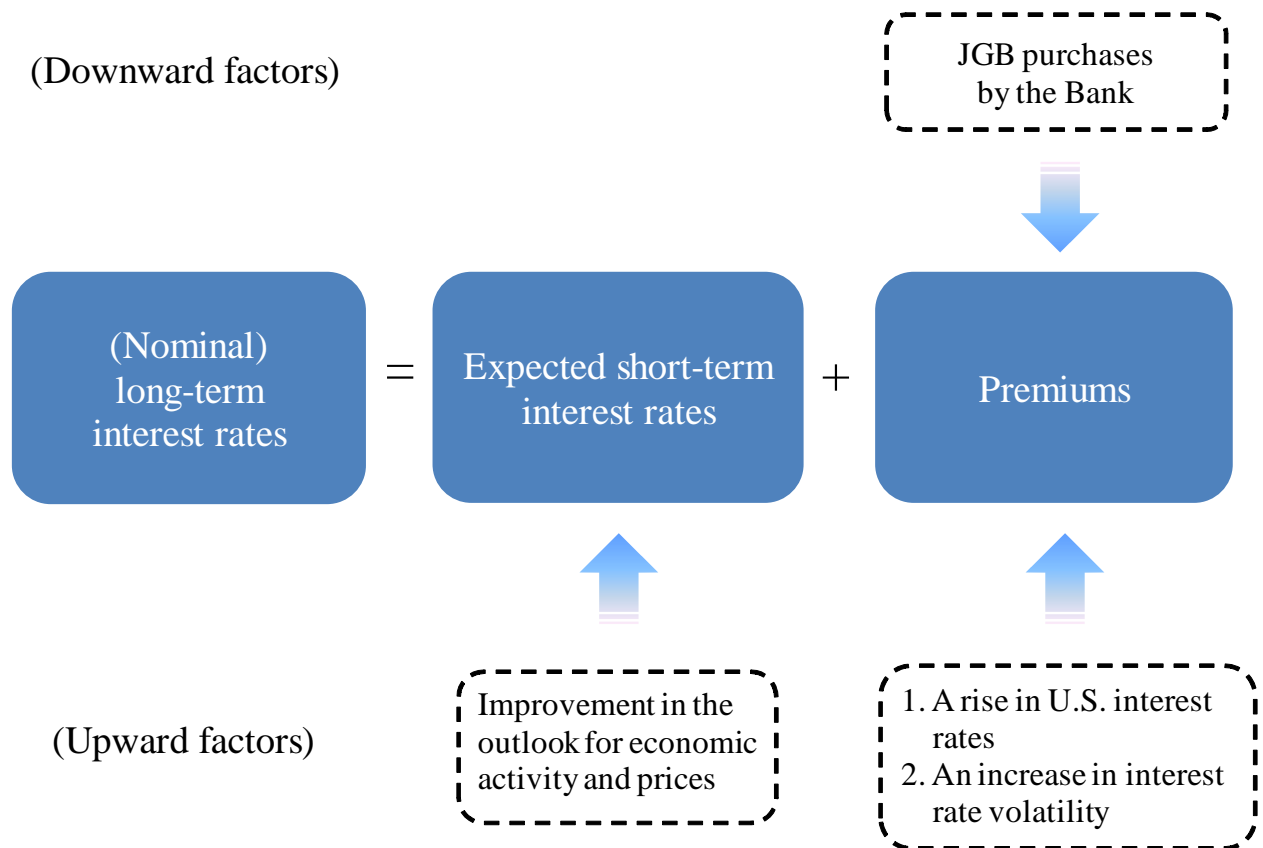 (Downward factors)
JGB purchases
by the Bank
(Nominal)
long-term
interest rates
=
Expected short-term
interest rates
+
Premiums
(Upward factors)
Improvement in the
outlook for economic
activity and prices
1. A rise in U.S. interest
rates
2. An increase in interest
rate volatility